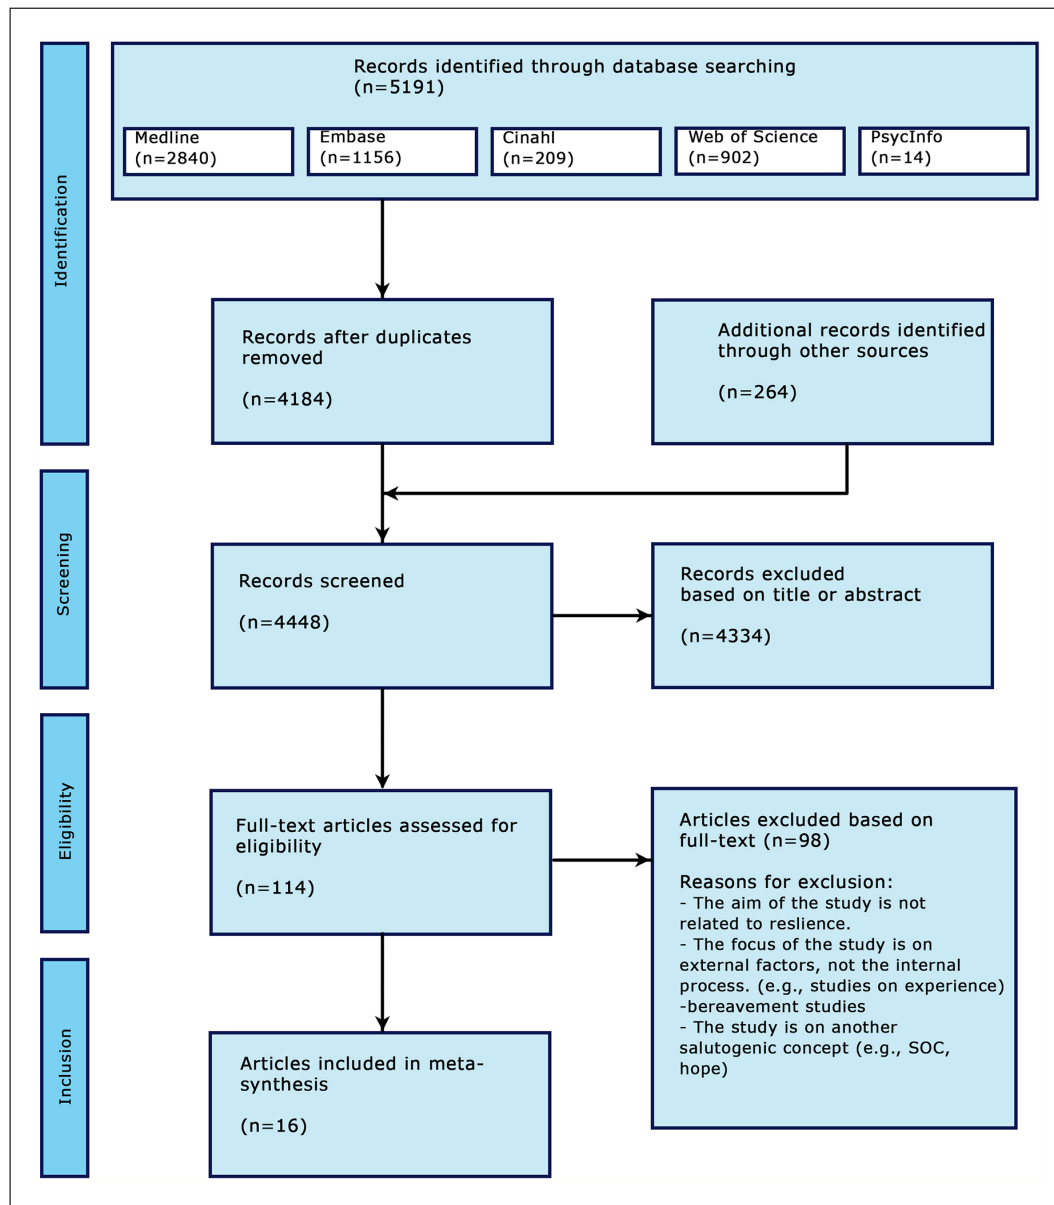 Identification
Records identified through database searching
(n=5191)
Medline
(n=2840)
Embase
(n=1156)
Cinahl
(n=209)
Web of Science
(n=902)
PsycInfo
(n=14)
Records after duplicates
removed
(n=4184)
Additional records identified
through other sources
(n=264)
Screening
Records screened
(n=4448)
Records excluded
based on title or abstract
(n=4334)
Eligibility
Full-text articles assessed for
eligibility
(n=114)
Articles excluded based on
full-text (n=98)
Reasons for exclusion:
- The aim of the study is not
related to reslience.
- The focus of the study is on
external factors, not the internal
process. (e.g., studies on experience)
-bereavement studies
- The study is on another
salutogenic concept (e.g., SOC,
hope)
Inclusion
Articles included in meta-
synthesis
(n=16)